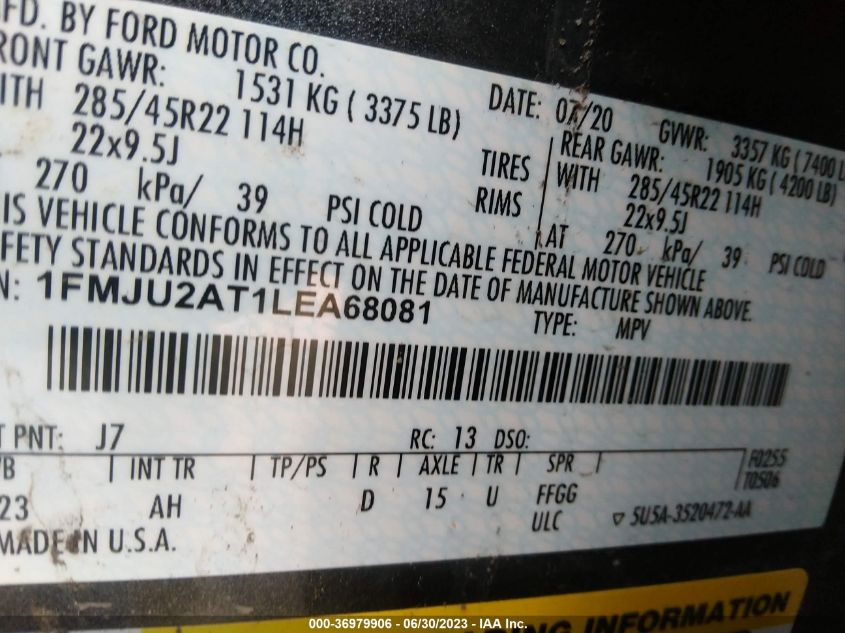 MFD. BY FORD MOTOR CO.
DATE: 07/20 GVWR: 3357 KG (7400 L
FRONT GAWR: 1531 KG ( 3375 LB) REAR GAWR: 1905 KG ( 4200 LB)
WITH 285/45R22 114H TIRES WITH 285/45R22 114H
22x9.5J RIMS 22x9.5J
270 kPa/ 39 PSI COLD AT 270 kPa/ 39 PSI COLD
IS VEHICLE CONFORMS TO ALL APPLICABLE FEDERAL MOTOR VEHICLE
FETY STANDARDS IN EFFECT ON THE DATE OF MANUFACTURE SHOWN ABOVE.
N: 1FMJU2AT1LEA68081
TYPE: MPV
T PNT: J7 RC: 13 DSO:
B INT TR TP/PS R AXLE TR SPR F0255
T0506
23 AH D 15 U FFGG
ULC 5U5A-3520472-AA
MADE IN U.S.A.
ING INFORMATION
000-36979906 - 06/30/2023 - IAA Inc.